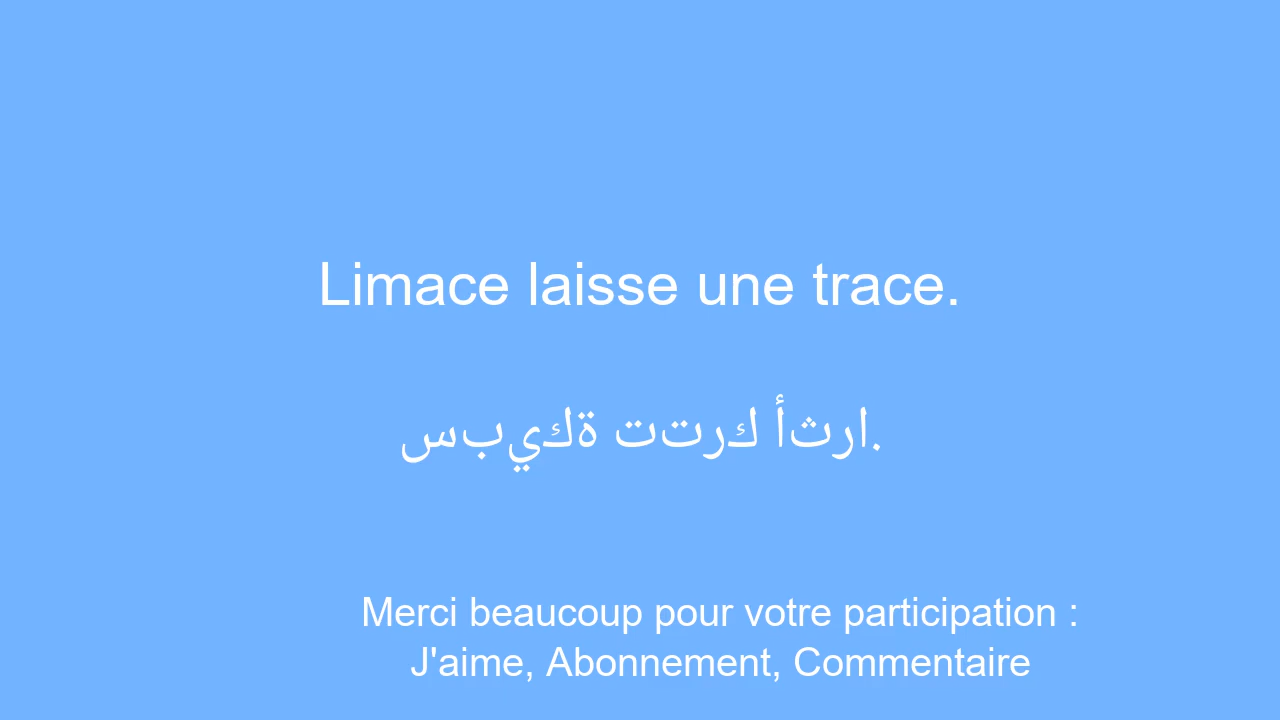 Limace laisse une trace.
سبيكة تترك أثرا.
Merci beaucoup pour votre participation :
J'aime, Abonnement, Commentaire